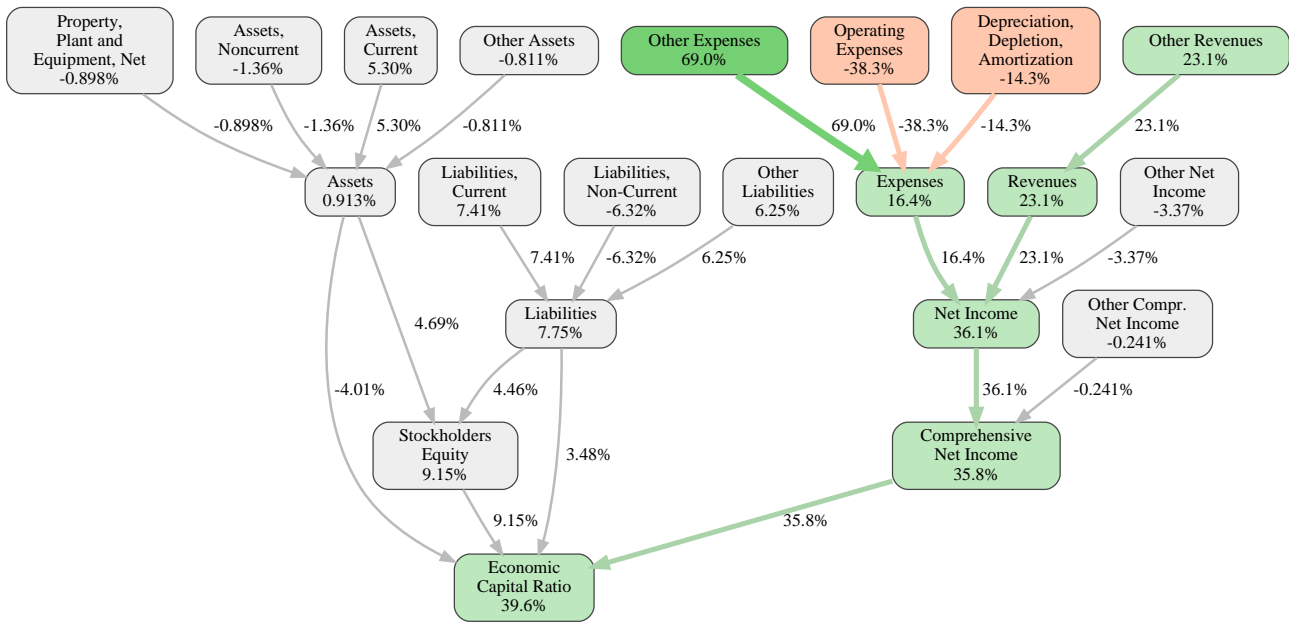 Property,
Plant and
Equipment, Net
-0.898%
Assets,
Noncurrent
-1.36%
Assets,
Current
5.30%
Other Assets
-0.811%
Other Expenses
69.0%
Operating
Expenses
-38.3%
Depreciation,
Depletion,
Amortization
-14.3%
Other Revenues
23.1%
-0.898%
-1.36%
5.30%
-0.811%
69.0%
-38.3%
-14.3%
23.1%
Assets
0.913%
Liabilities,
Current
7.41%
Liabilities,
Non-Current
-6.32%
Other
Liabilities
6.25%
Expenses
16.4%
Revenues
23.1%
Other Net
Income
-3.37%
7.41%
-6.32%
6.25%
16.4%
23.1%
-3.37%
4.69%
Liabilities
7.75%
Net Income
36.1%
Other Compr.
Net Income
-0.241%
-4.01%
4.46%
3.48%
36.1%
-0.241%
Stockholders
Equity
9.15%
Comprehensive
Net Income
35.8%
9.15%
35.8%
Economic
Capital Ratio
39.6%